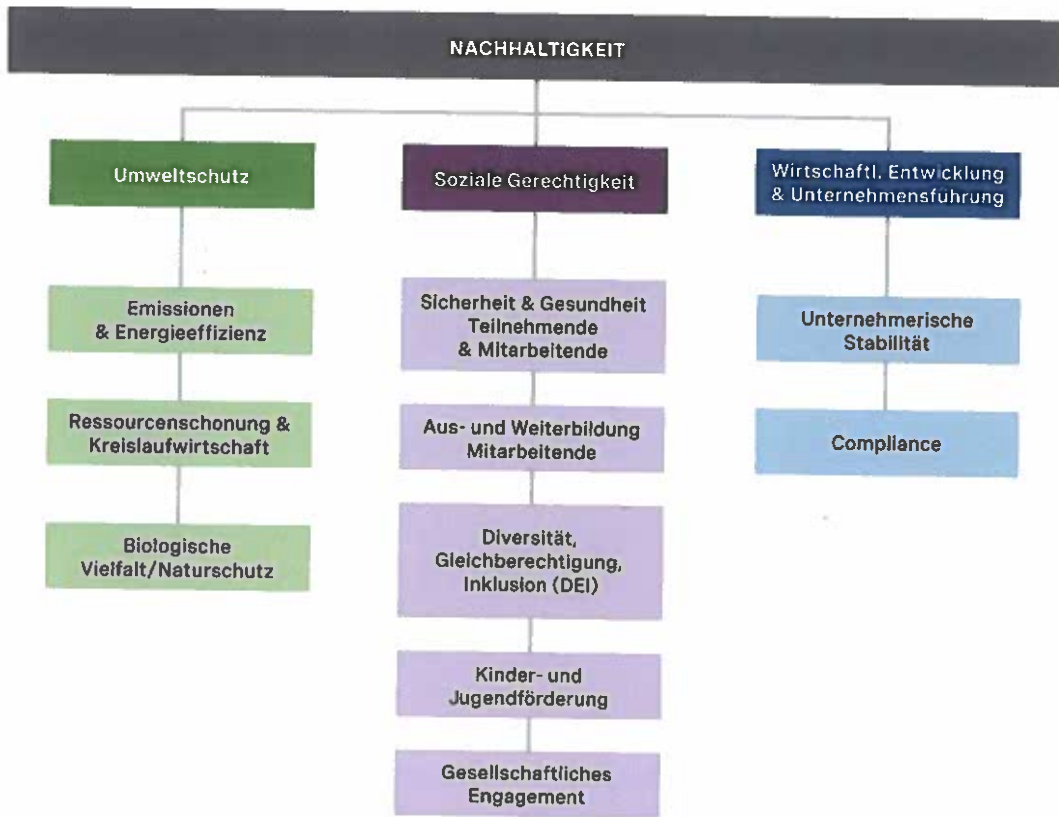 NACHHALTIGKEIT
Umweltschutz
Emissionen
& Energieeffizienz
Ressourcenschonung &
Kreislaufwirtschaft
Biologische
Vielfalt/Naturschutz
Soziale Gerechtigkeit
Sicherheit & Gesundheit
Teilnehmende
& Mitarbeitende
Aus- und Weiterbildung
Mitarbeitende
Diversität,
Gleichberechtigung,
Inklusion (DEI)
Kinder- und
Jugendförderung
Gesellschaftliches
Engagement
Wirtschaftl. Entwicklung
& Unternehmensführung
Unternehmerische
Stabilität
Compliance